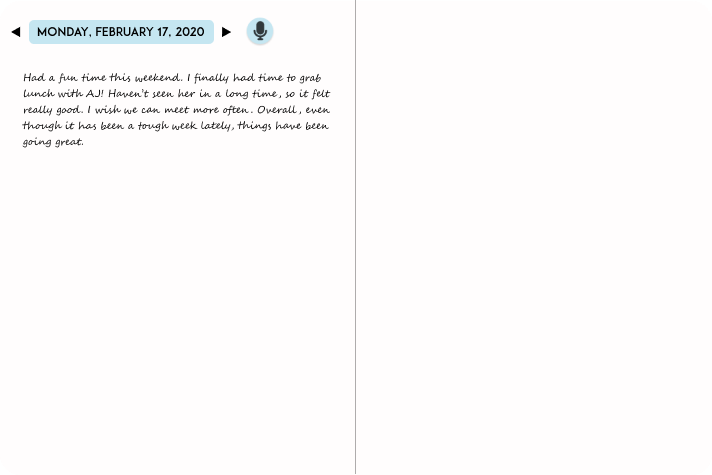 MONDAY, FEBRUARY 17, 2020
Had a fun time this weekend. I finally had time to grab
lunch with AJ! Haven't seen her in a long time, so it felt
really good. I wish we can meet more often. Overall, even
though it has been a tough week lately, things have been
going great.